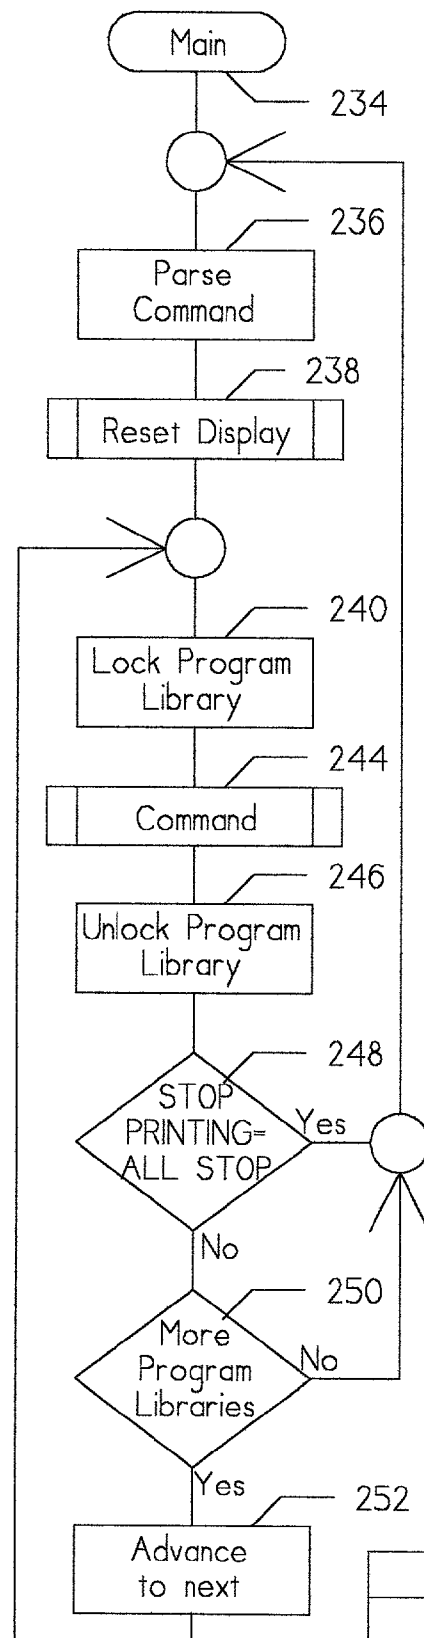 Main
234
236
Parse
Command
238
Reset Display
240
Lock Program
Library
244
Command
246
Unlock Program
Library
248
STOP
PRINTING=
ALL STOP
Yes
No
250
More
Program
Libraries
No
Yes
252
Advance
to next